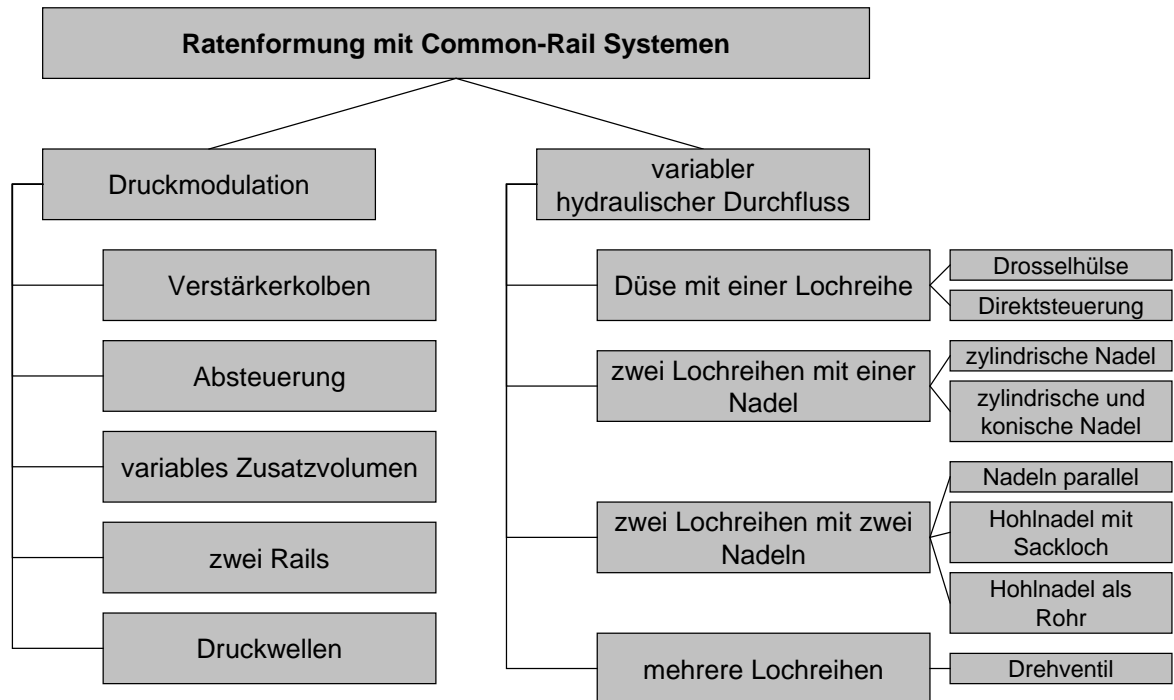 Ratenformung mit Common-Rail Systemen
Druckmodulation
Verstärkerkolben
Absteuerung
variables Zusatzvolumen
zwei Rails
Druckwellen
variabler
hydraulischer Durchfluss
Düse mit einer Lochreihe
Drosselhülse
Direktsteuerung
zwei Lochreihen mit einer
Nadel
zylindrische Nadel
zylindrische und
konische Nadel
zwei Lochreihen mit zwei
Nadeln
Nadeln parallel
Hohlnadel mit
Sackloch
Hohlnadel als
Rohr
mehrere Lochreihen
Drehventil